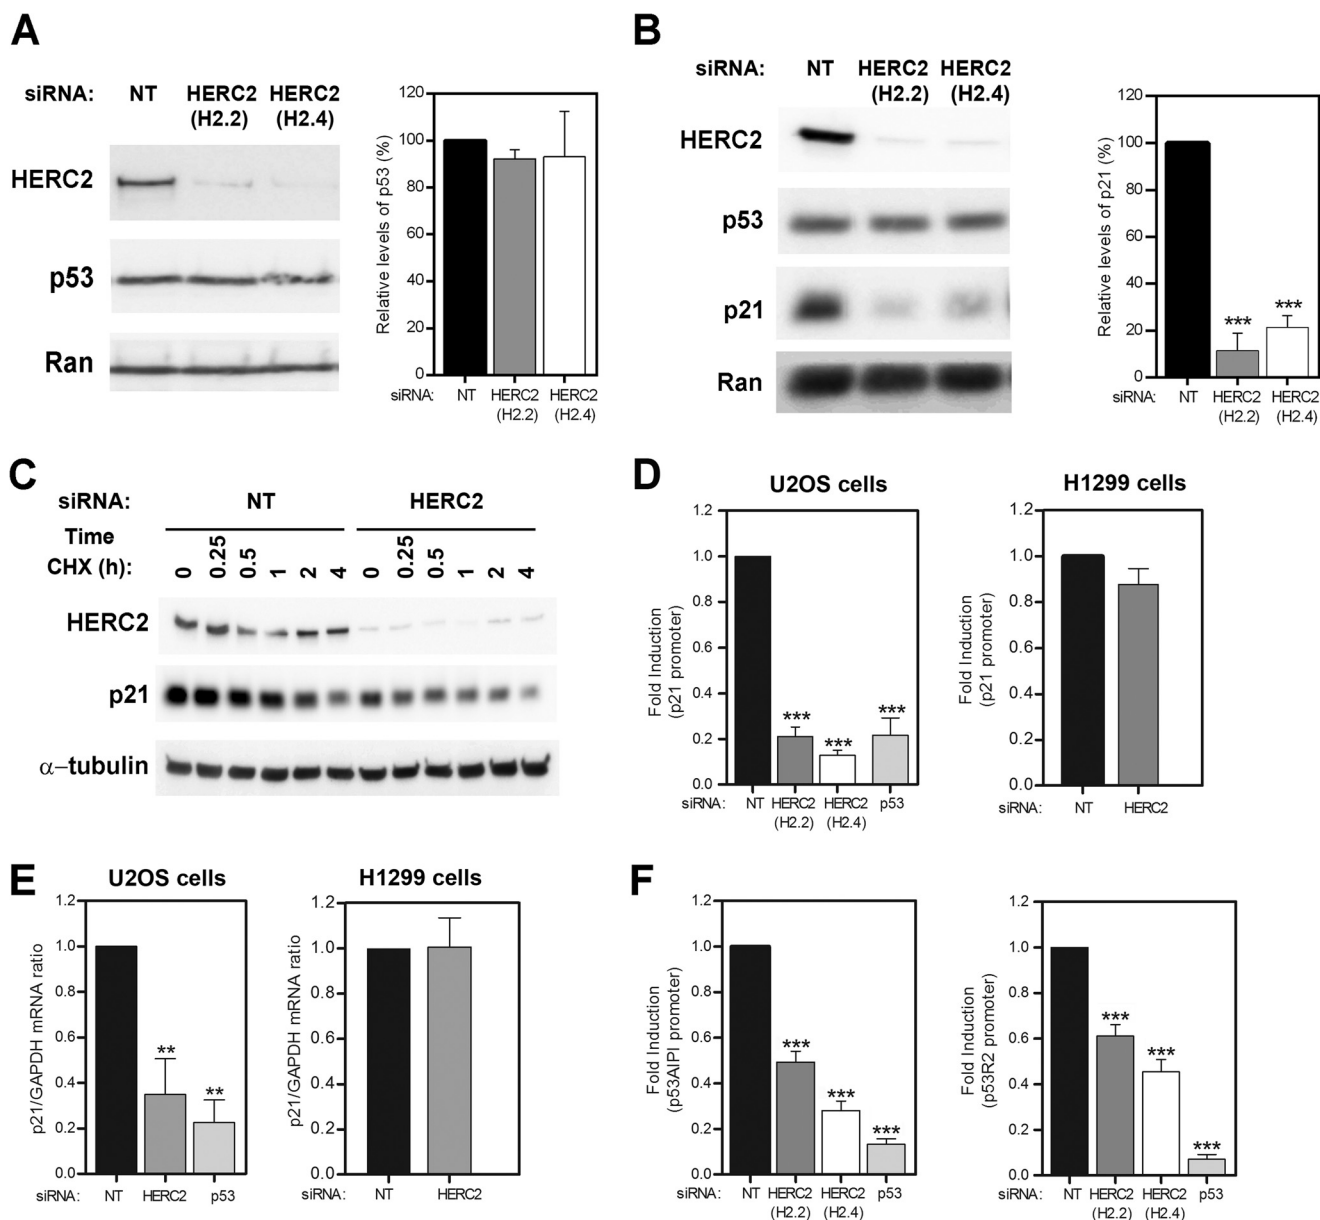 A
siRNA: NT HERC2 HERC2
(H2.2) (H2.4)
HERC2
p53
Ran
Relative levels of p53 (%)
120
100
80
60
40
20
0
siRNA: NT HERC2 HERC2
(H2.2) (H2.4)
B
siRNA: NT HERC2 HERC2
(H2.2) (H2.4)
HERC2
p53
p21
Ran
Relative levels of p21 (%)
120
100
80
60
40
20
0
siRNA: NT HERC2 HERC2
(H2.2) (H2.4)
*** ***
C
siRNA: NT HERC2
Time
CHX (h): 0 0.25 0.5 1 2 4 0 0.25 0.5 1 2 4
HERC2
p21
α–tubulin
D
U2OS cells
Fold Induction
(p21 promoter)
1.2
1.0
0.8
0.6
0.4
0.2
0.0
*** *** ***
siRNA: NT HERC2 HERC2 p53
(H2.2) (H2.4)
H1299 cells
Fold Induction
(p21 promoter)
1.2
1.0
0.8
0.6
0.4
0.2
0.0
siRNA: NT HERC2
E
U2OS cells
p21/GAPDH mRNA ratio
1.2
1.0
0.8
0.6
0.4
0.2
0.0
** **
siRNA: NT HERC2 p53
H1299 cells
p21/GAPDH mRNA ratio
1.2
1.0
0.8
0.6
0.4
0.2
0.0
siRNA: NT HERC2
F
Fold Induction
(p53AIPI promoter)
1.2
1.0
0.8
0.6
0.4
0.2
0.0
*** *** ***
siRNA: NT HERC2 HERC2 p53
(H2.2) (H2.4)
Fold Induction
(p53R2 promoter)
1.2
1.0
0.8
0.6
0.4
0.2
0.0
*** *** ***
siRNA: NT HERC2 HERC2 p53
(H2.2) (H2.4)